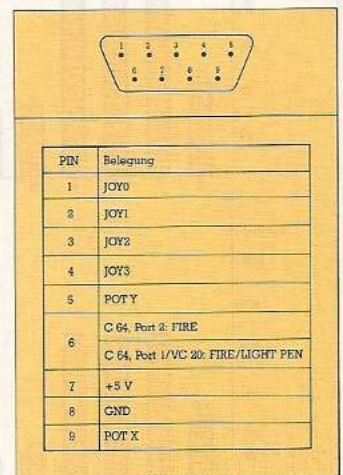 1 2 3 4 5
6 7 8 9
PIN Belegung
1 JOY0
2 JOY1
3 JOY2
4 JOY3
5 POT Y
6 C 64, Port 2: FIRE
C 64, Port 1/VC 20: FIRE/LIGHT PEN
7 +5 V
8 GND
9 POT X